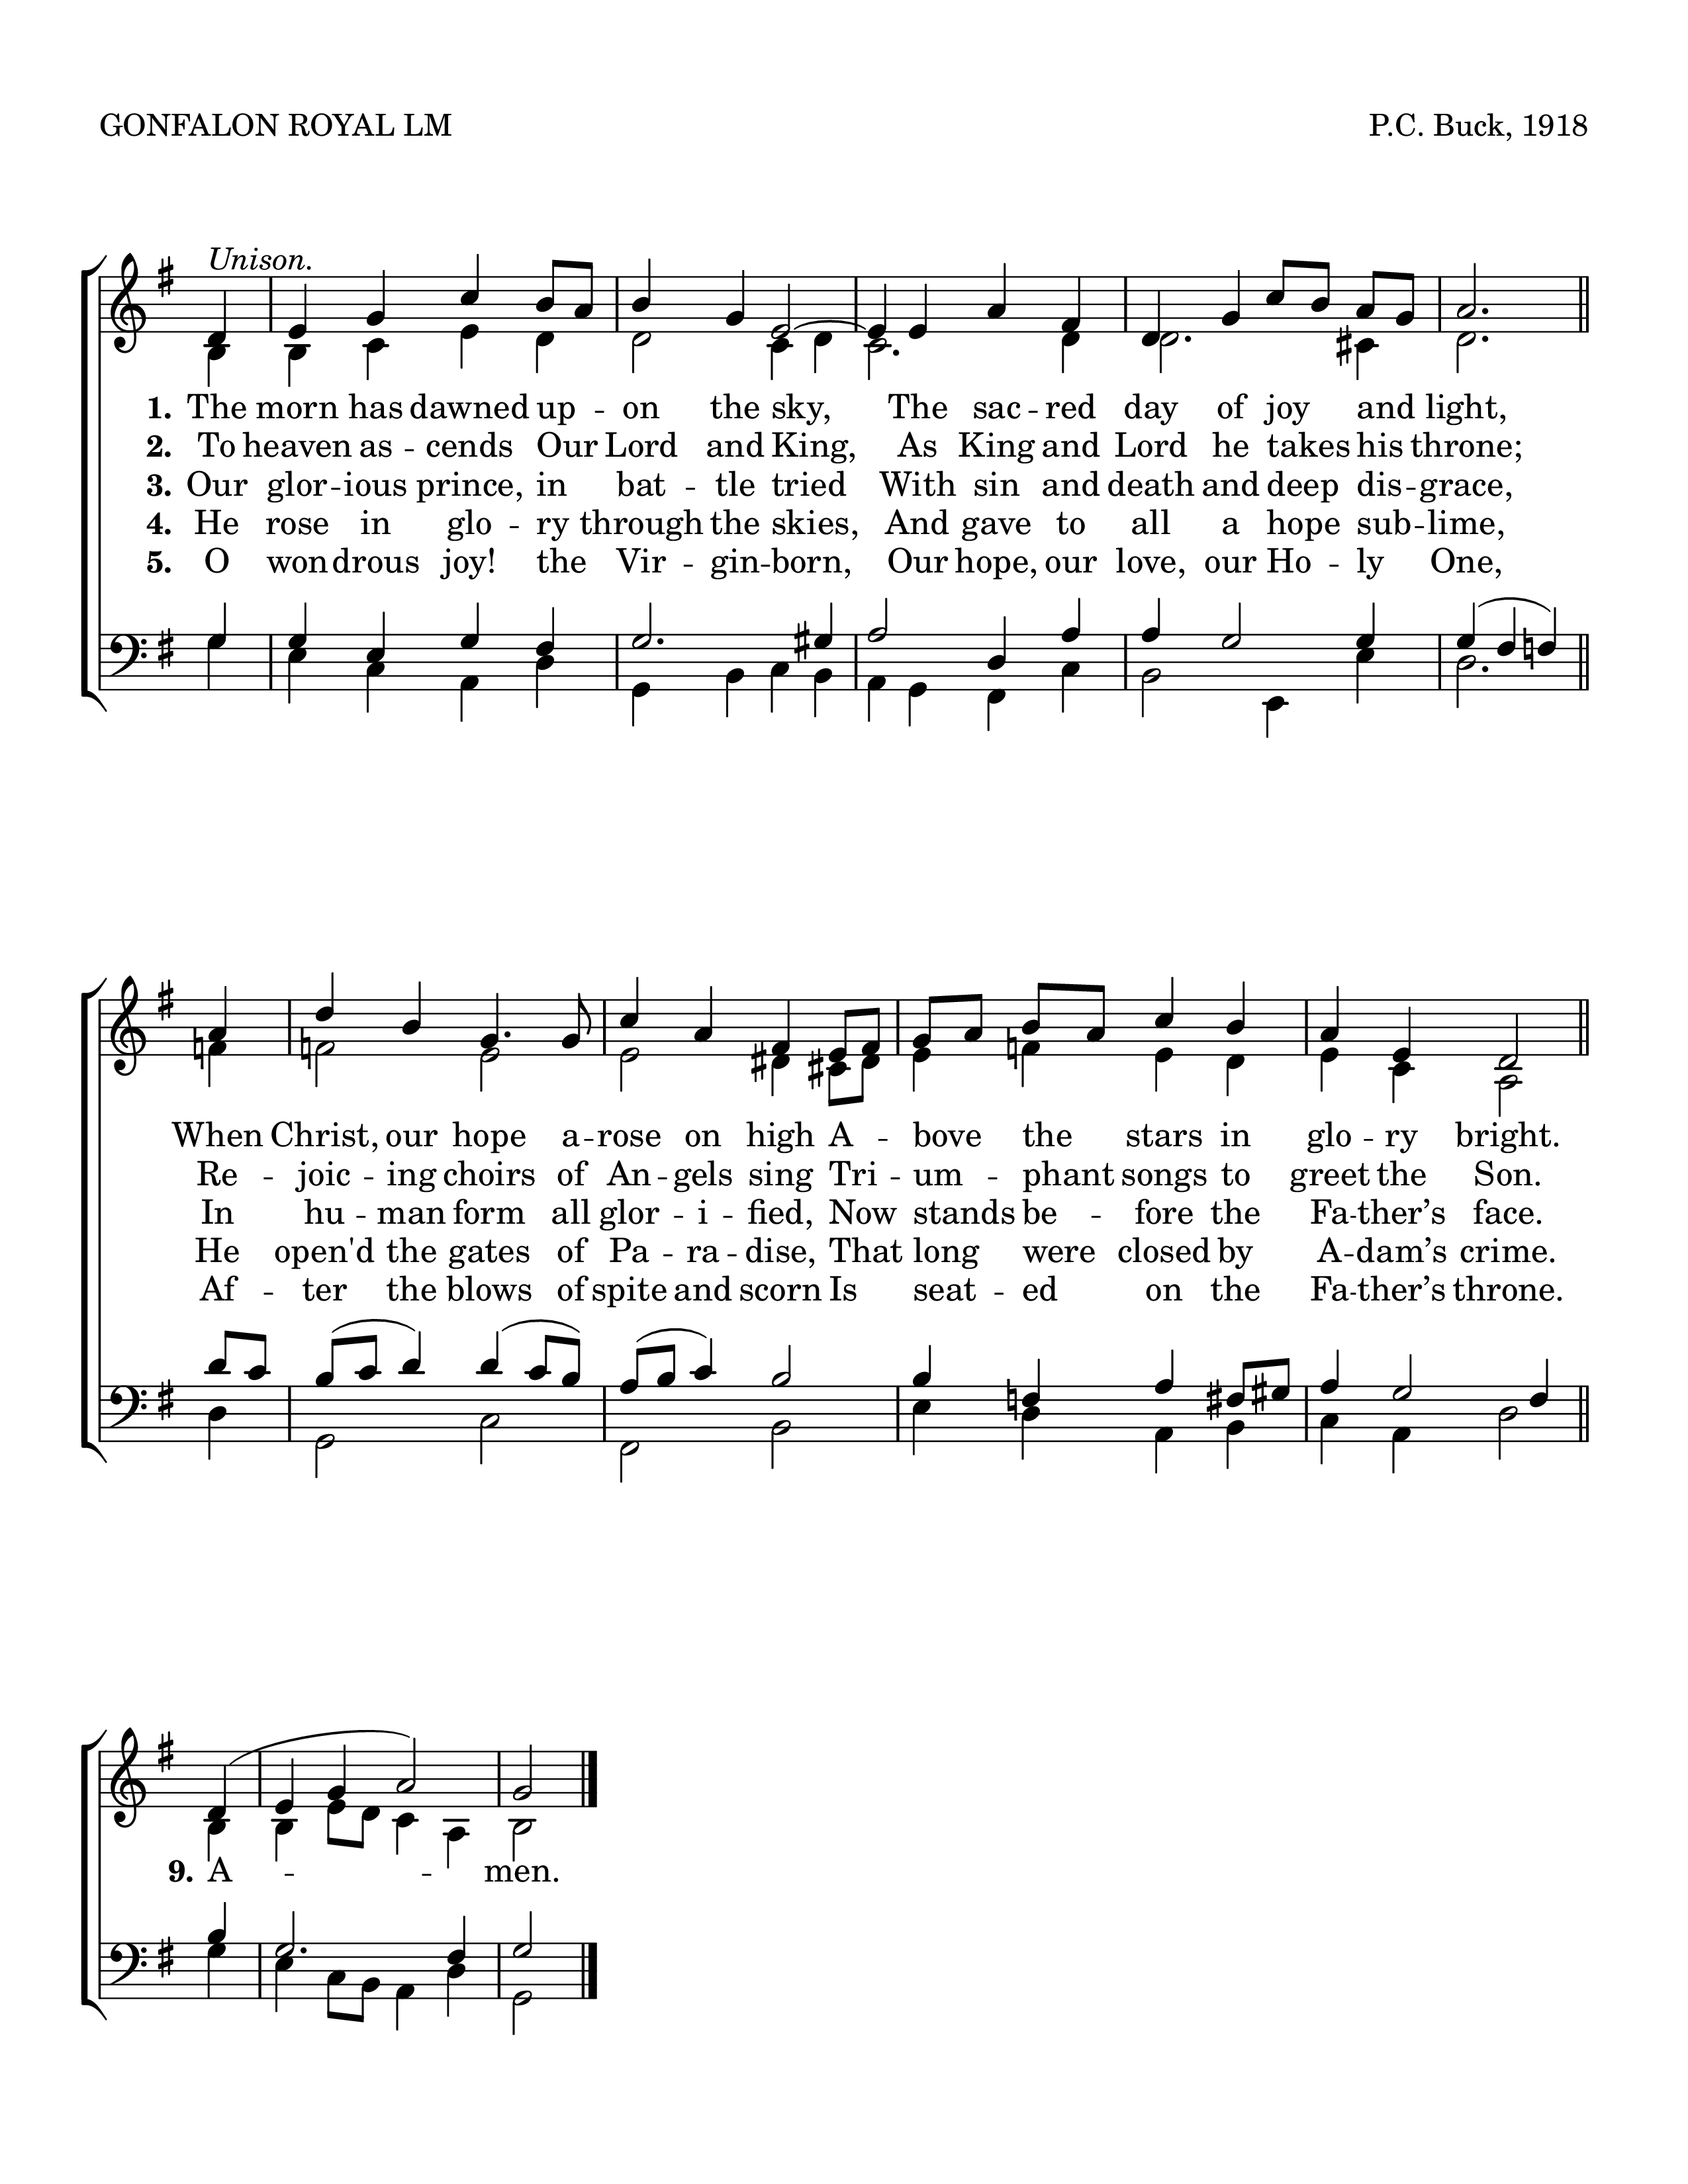 GONFALON ROYAL LM
P.C. Buck, 1918
Unison.
1. The morn has dawned up - on the sky, The sac - red day of joy and light,
2. To heaven as - cends Our Lord and King, As King and Lord he takes his throne;
3. Our glor - ious prince, in bat - tle tried With sin and death and deep dis - grace,
4. He rose in glo - ry through the skies, And gave to all a hope sub - lime,
5. O won - drous joy! the Vir - gin - born, Our hope, our love, our Ho - ly One,
When Christ, our hope a - rose on high A - bove the stars in glo - ry bright.
Re - joic - ing choirs of An - gels sing Tri - um - phant songs to greet the Son.
In hu - man form all glor - i - fied, Now stands be - fore the Fa - ther’s face.
He open'd the gates of Pa - ra - dise, That long were closed by A - dam’s crime.
Af - ter the blows of spite and scorn Is seat - ed on the Fa - ther’s throne.
9. A - - men.